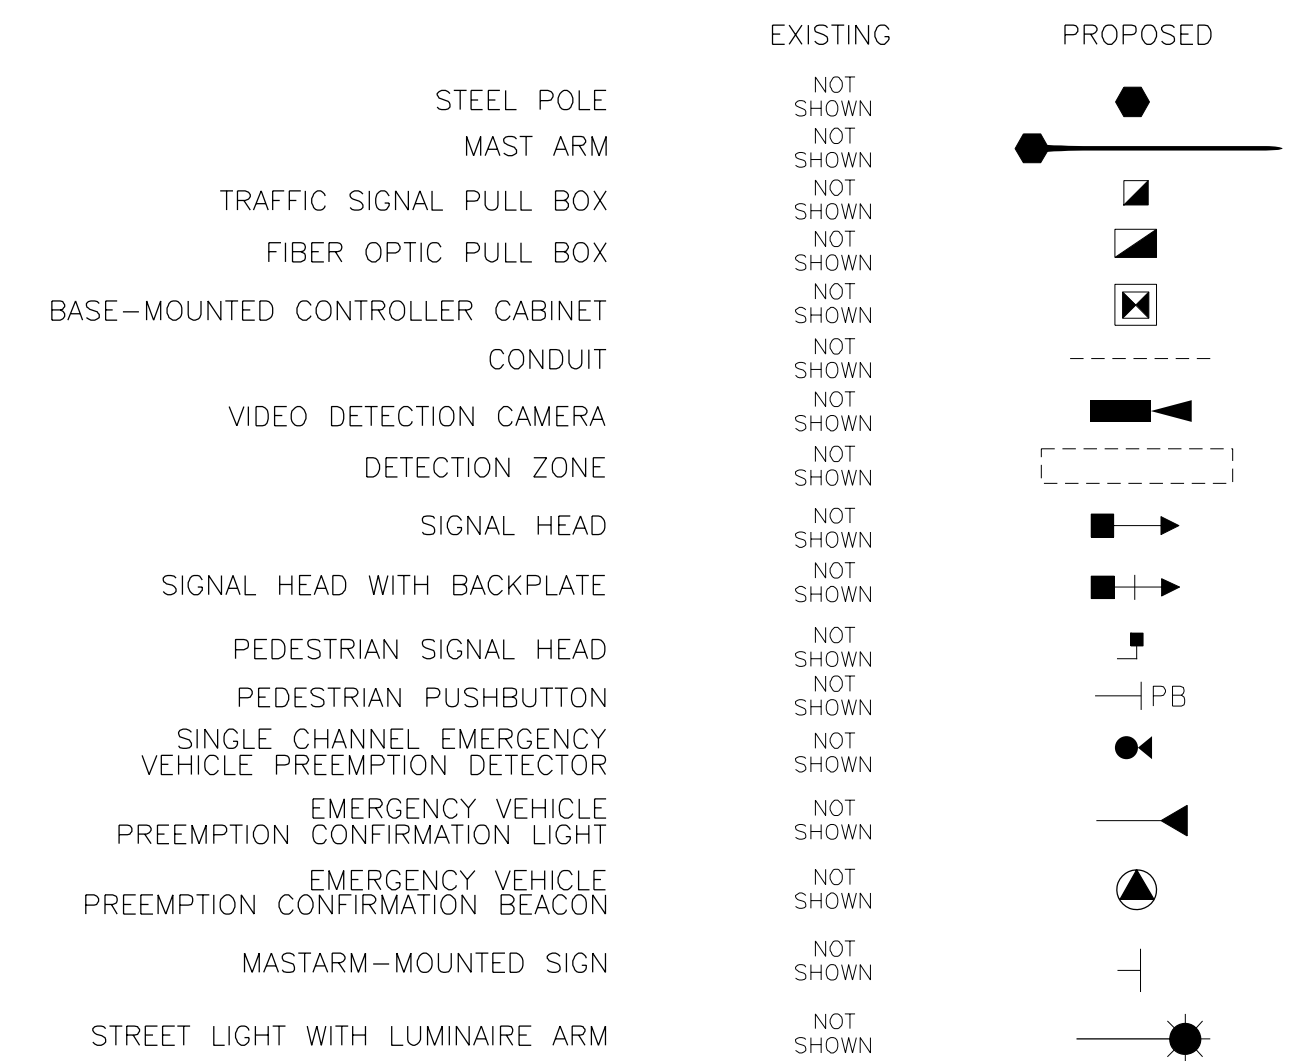 EXISTING PROPOSED
STEEL POLE NOT SHOWN
MAST ARM NOT SHOWN
TRAFFIC SIGNAL PULL BOX NOT SHOWN
FIBER OPTIC PULL BOX NOT SHOWN
BASE-MOUNTED CONTROLLER CABINET NOT SHOWN
CONDUIT NOT SHOWN
VIDEO DETECTION CAMERA NOT SHOWN
DETECTION ZONE NOT SHOWN
SIGNAL HEAD NOT SHOWN
SIGNAL HEAD WITH BACKPLATE NOT SHOWN
PEDESTRIAN SIGNAL HEAD NOT SHOWN
PEDESTRIAN PUSHBUTTON NOT SHOWN PB
SINGLE CHANNEL EMERGENCY
VEHICLE PREEMPTION DETECTOR NOT SHOWN
EMERGENCY VEHICLE
PREEMPTION CONFIRMATION LIGHT NOT SHOWN
EMERGENCY VEHICLE
PREEMPTION CONFIRMATION BEACON NOT SHOWN
MASTARM-MOUNTED SIGN NOT SHOWN
STREET LIGHT WITH LUMINAIRE ARM NOT SHOWN